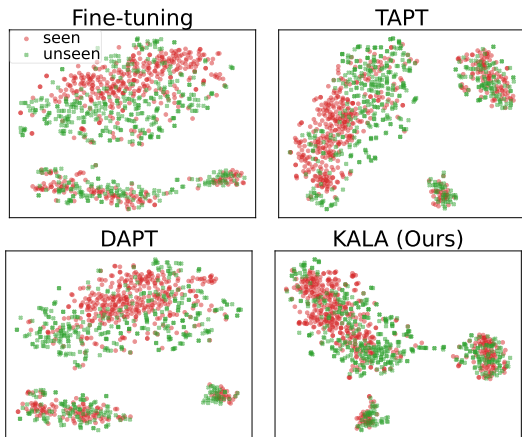 Fine-tuning
TAPT
seen
unseen
DAPT
KALA (Ours)